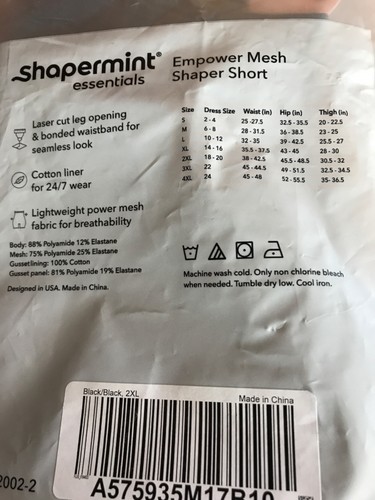 Shapermint®
essentials
Empower Mesh
Shaper Short
Laser cut leg opening
& bonded waistband for
seamless look
Cotton liner
for 24/7 wear
Lightweight power mesh
fabric for breathability
Body: 88% Polyamide 12% Elastane
Mesh: 75% Polyamide 25% Elastane
Gusset lining: 100% Cotton
Gusset panel: 81% Polyamide 19% Elastane
Designed in USA. Made in China.
Size Dress Size Waist (in) Hip (in) Thigh (in)
S 2 - 4 25 -27.5 32.5 - 35.5 20 - 22.5
M 6 - 8 28 - 31.5 36 - 38.5 23 - 25
L 10 - 12 32 - 35 39 - 42.5 25.5 - 27
XL 14 - 16 35.5 - 37.5 43 - 45 28 - 30
2XL 18 - 20 38 - 42.5 45.5 - 48.5 30.5 - 32
3XL 22 45 - 44.5 49 - 51.5 32.5 - 34.5
4XL 24 45 - 48 52 - 55.5 35 - 36.5
Machine wash cold. Only non chlorine bleach
when needed. Tumble dry low. Cool iron.
Black/Black, 2XL
Made in China
A575935M17B10
2002-2